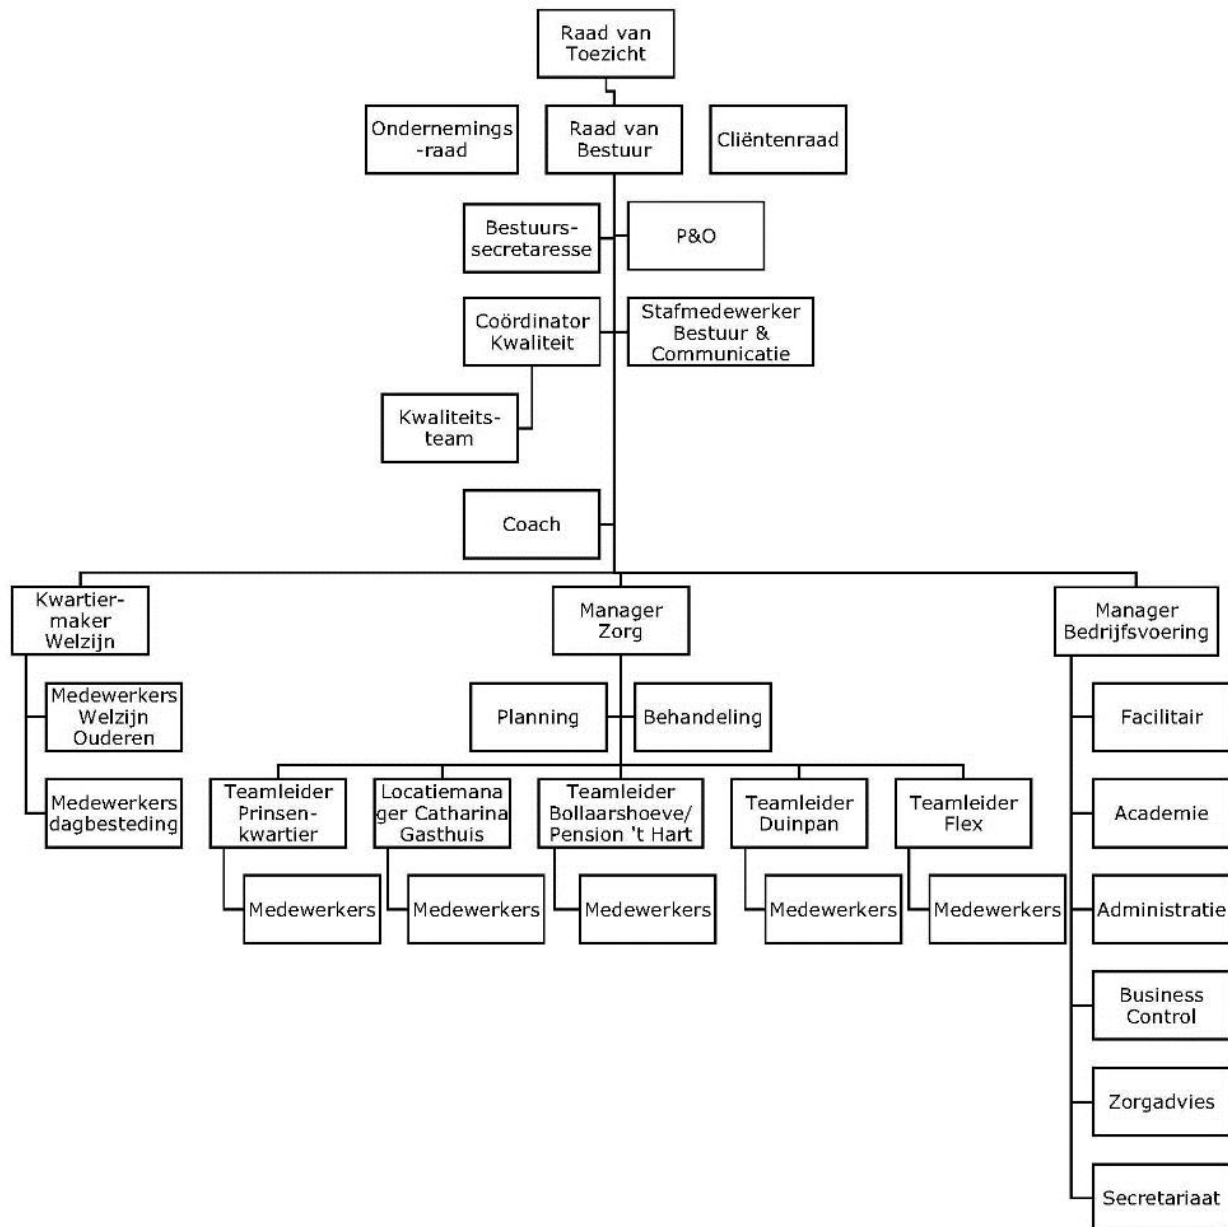 Raad van
Toezicht
Ondernemings
-raad
Raad van
Bestuur
Cliëntenraad
Bestuurs-
secretaresse
P&O
Coördinator
Kwaliteit
Stafmedewerker
Bestuur &
Communicatie
Kwaliteits-
team
Coach
Kwartier-
maker
Welzijn
Manager
Zorg
Manager
Bedrijfsvoering
Medewerkers
Welzijn
Ouderen
Medewerkers
dagbesteding
Planning
Behandeling
Teamleider
Prinsen-
kwartier
Locatiemana
ger Catharina
Gasthuis
Teamleider
Bollaarshoeve/
Pension 't Hart
Teamleider
Duinpan
Teamleider
Flex
Medewerkers
Medewerkers
Medewerkers
Medewerkers
Medewerkers
Facilitair
Academie
Administratie
Business
Control
Zorgadvies
Secretariaat